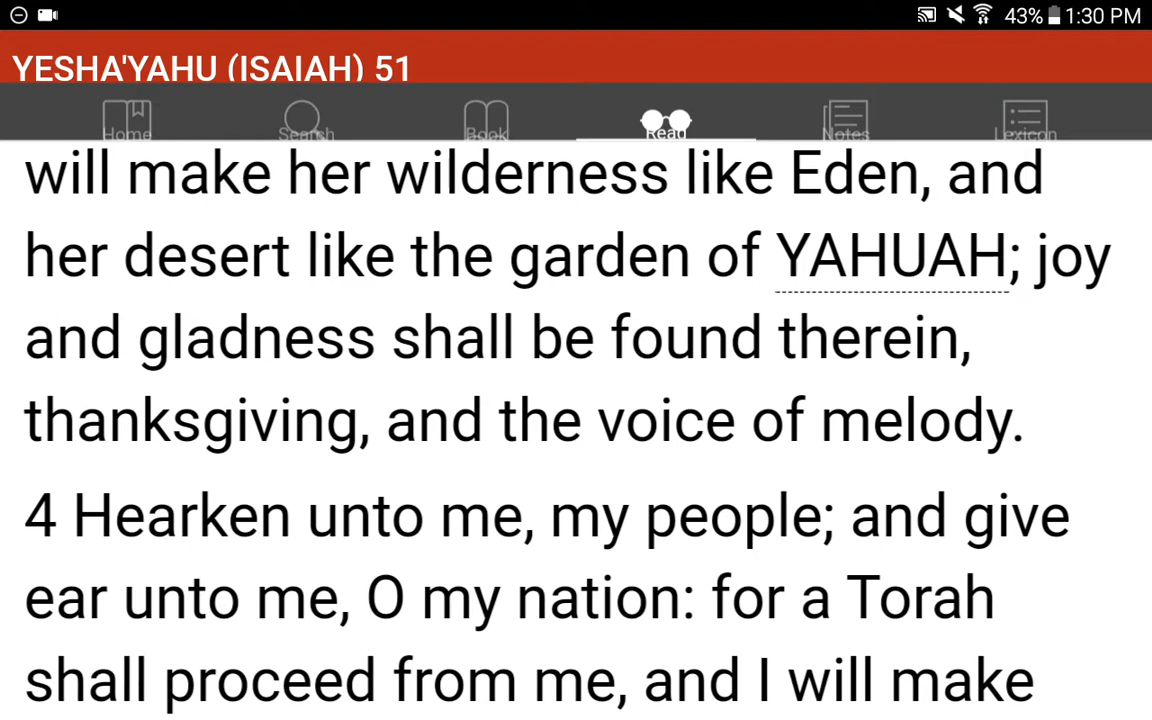 43% 1:30 PM
YESHA'YAHU (ISAIAH) 51
Home Search Book Read Notes Lexicon
will make her wilderness like Eden, and
her desert like the garden of YAHUAH; joy
and gladness shall be found therein,
thanksgiving, and the voice of melody.
4 Hearken unto me, my people; and give
ear unto me, O my nation: for a Torah
shall proceed from me, and I will make